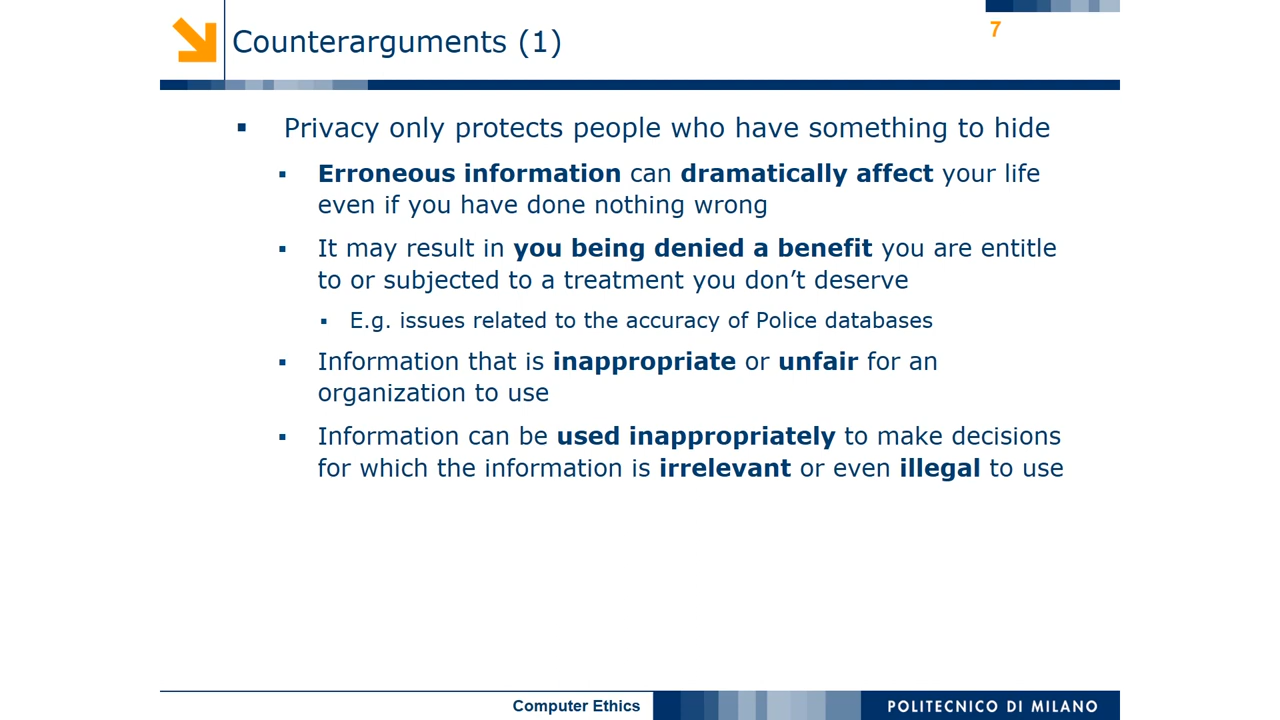 Counterarguments (1)
7
▪ Privacy only protects people who have something to hide
▪ Erroneous information can dramatically affect your life
even if you have done nothing wrong
▪ It may result in you being denied a benefit you are entitle
to or subjected to a treatment you don’t deserve
▪ E.g. issues related to the accuracy of Police databases
▪ Information that is inappropriate or unfair for an
organization to use
▪ Information can be used inappropriately to make decisions
for which the information is irrelevant or even illegal to use
Computer Ethics
POLITECNICO DI MILANO